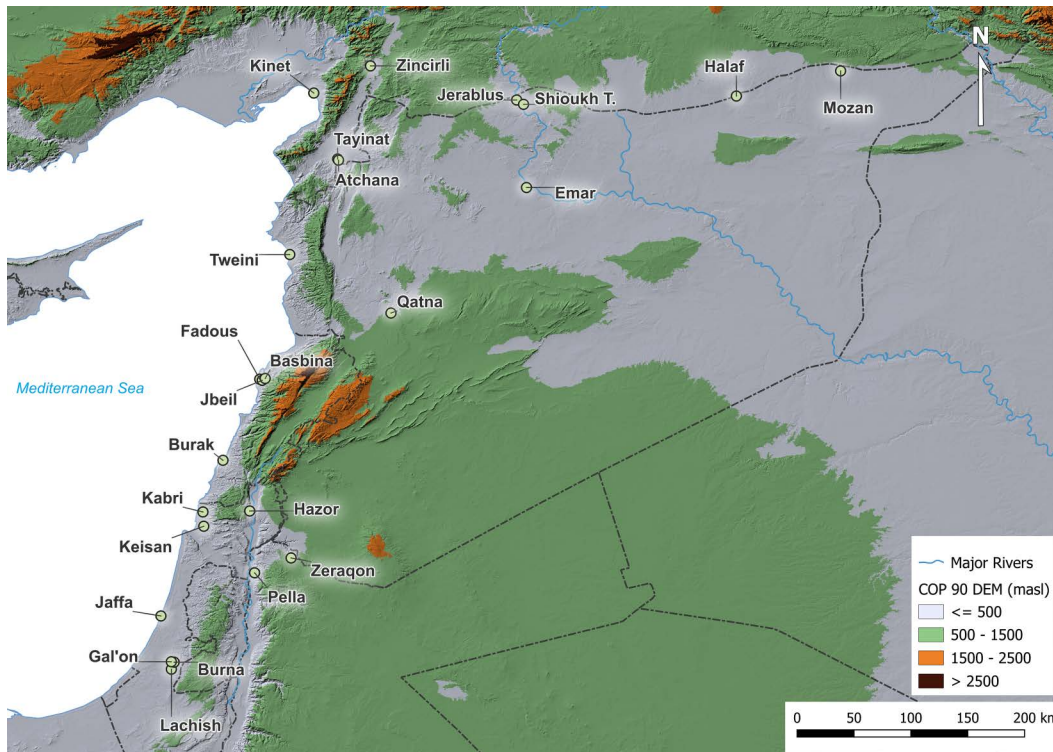 N
Kinet
Zincirli
Jerablus
Shioukh T.
Halaf
Mozan
Tayinat
Atchana
Emar
Tweini
Qatna
Fadous
Basbina
Mediterranean Sea
Jbeil
Burak
Kabri
Hazor
Keisan
Zeraqon
Pella
Jaffa
Gal'on
Burna
Lachish
Major Rivers
COP 90 DEM (masl)
<= 500
500 - 1500
1500 - 2500
> 2500
0 50 100 150 200 km